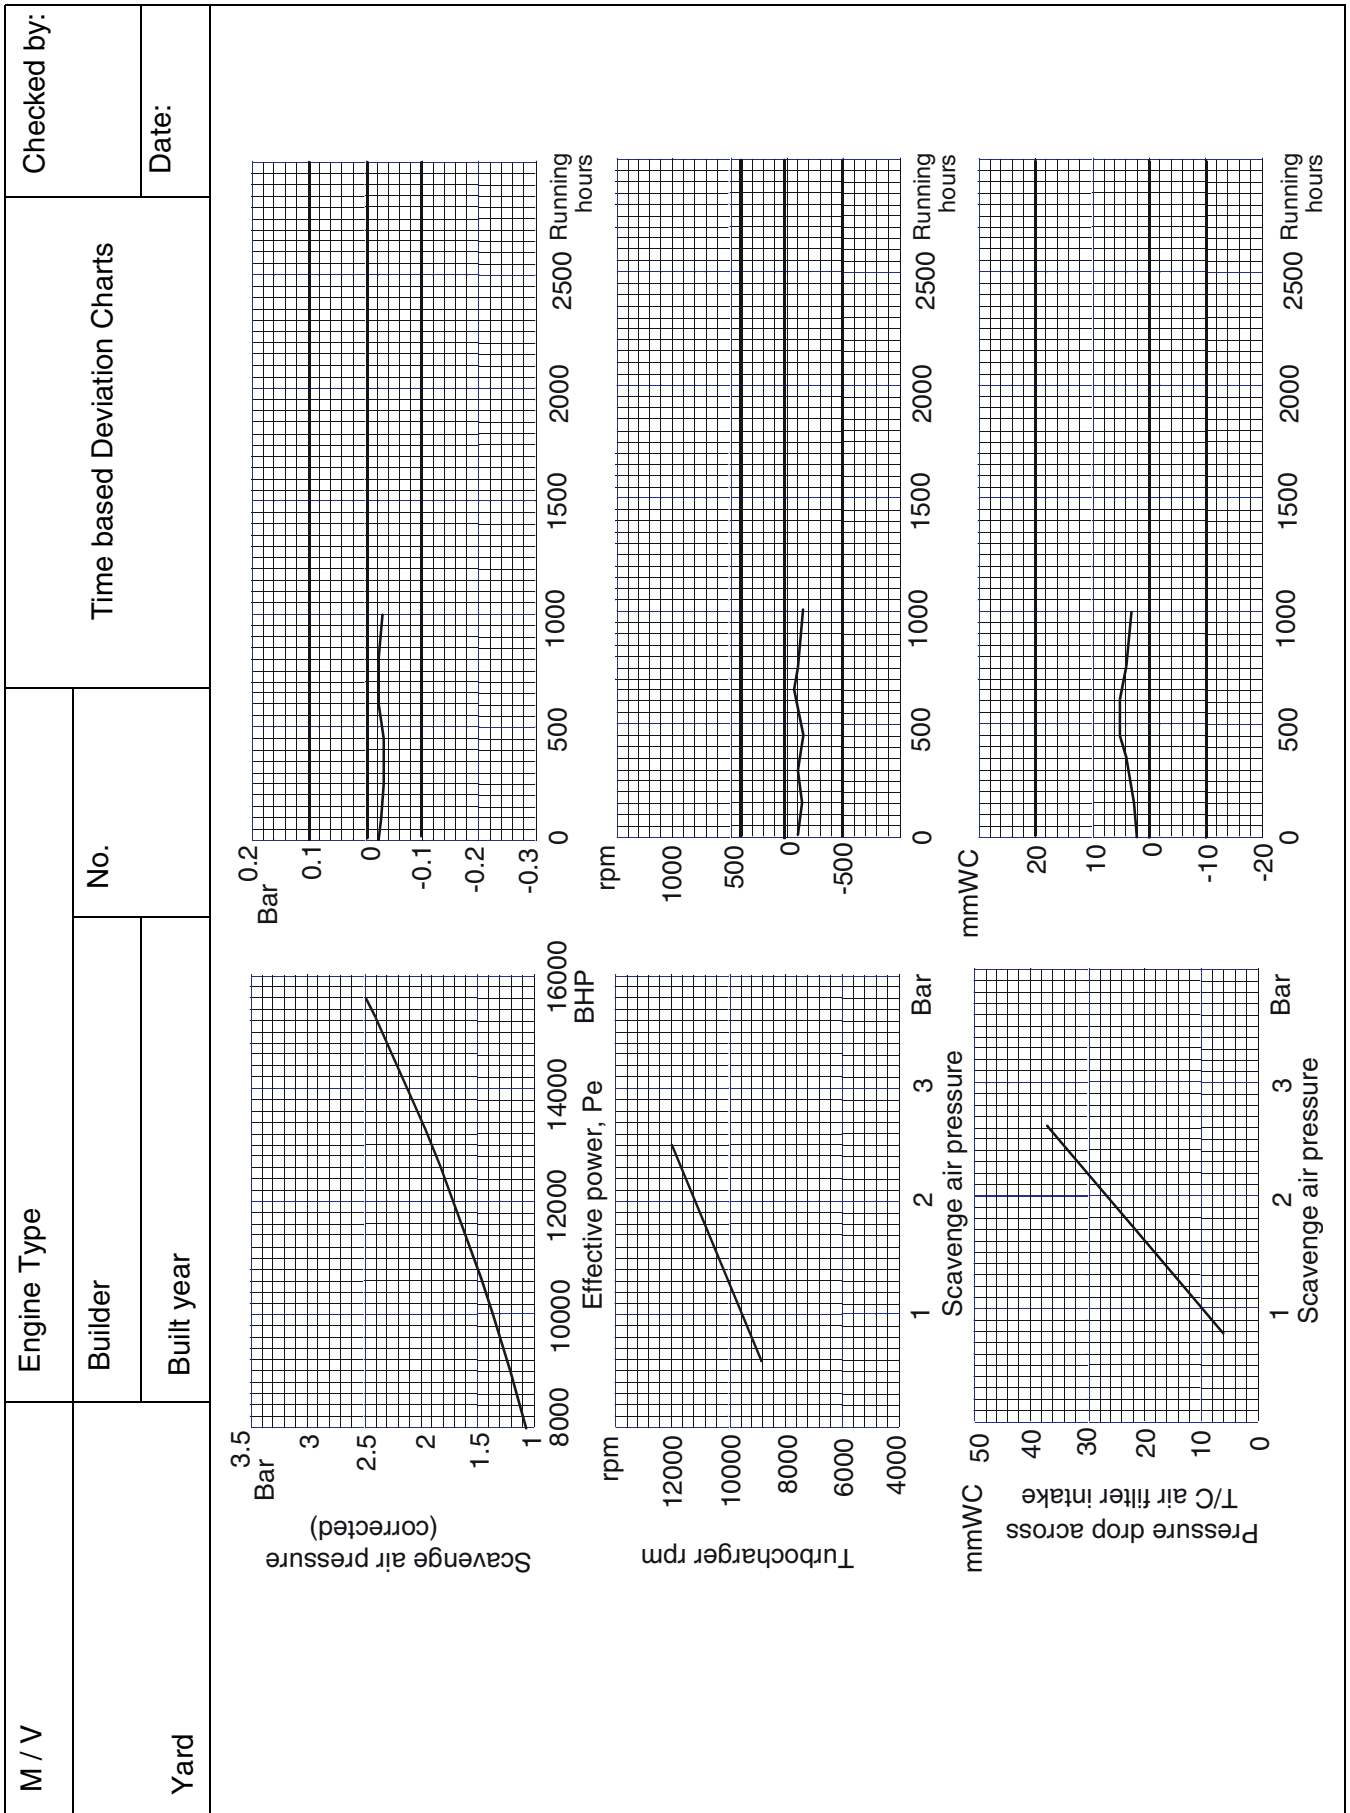 M / V
Engine Type
Time based Deviation Charts
Checked by:
Yard
Builder
No.
Built year
Date:
Scavenge air pressure
(corrected)
3.5
Bar
3
2.5
2
1.5
1
8000
10000
12000
14000
16000
BHP
Effective power, Pe
0.2
Bar
0.1
0
-0.1
-0.2
-0.3
0
500
1000
1500
2000
2500
Running
hours
Turbocharger rpm
rpm
12000
10000
8000
6000
4000
1
2
3
Bar
Scavenge air pressure
rpm
1000
500
0
-500
0
500
1000
1500
2000
2500
Running
hours
Pressure drop across
T/C air filter intake
mmWC
50
40
30
20
10
0
1
2
3
Bar
Scavenge air pressure
mmWC
20
10
0
-10
-20
0
500
1000
1500
2000
2500
Running
hours